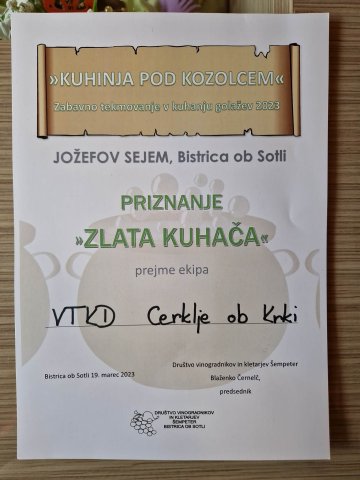 »KUHINJA POD KOZOLCEM«
Zabavno tekmovanje v kuhanju golažev 2023
JOŽEFOV SEJEM, Bistrica ob Sotli
PRIZNANJE
»ZLATA KUHAČA«
prejme ekipa
VTKD Cerklje ob Krki
Društvo vinogradnikov in kletarjev Šempeter
Bistrica ob Sotli 19. marec 2023
Blaženko Černelč,
predsednik
DRUŠTVO VINOGRADNIKOV
IN KLETARJEV
ŠEMPETER
BISTRICA OB SOTLI